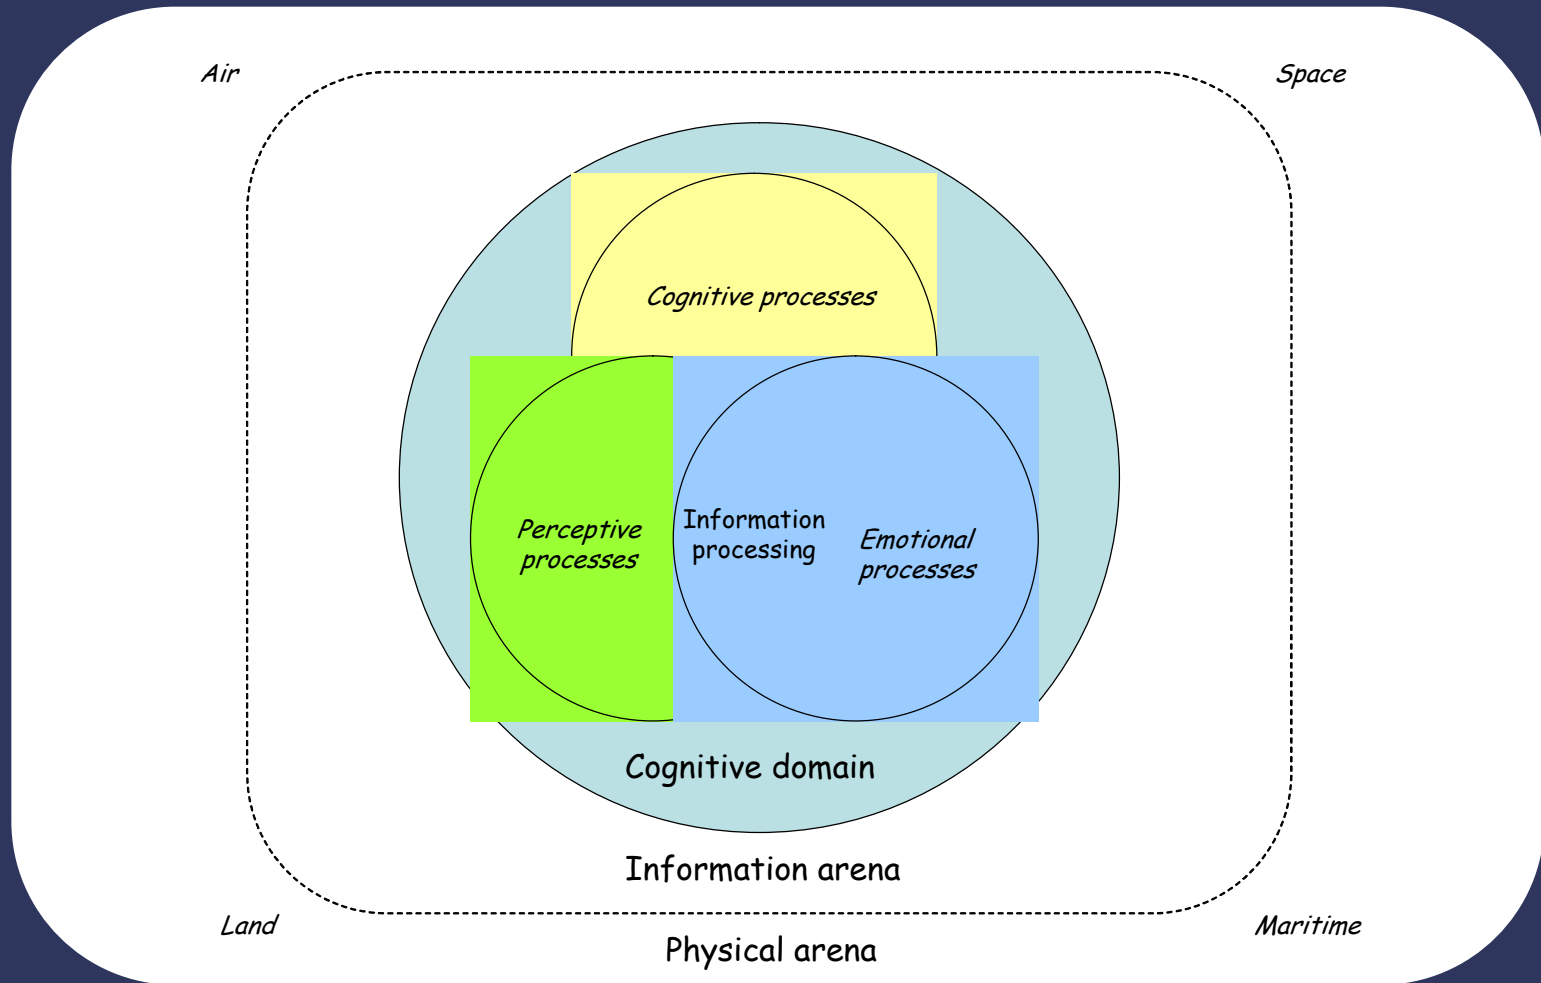 Air
Space
Cognitive processes
Perceptive
processes
Information
processing
Emotional
processes
Cognitive domain
Information arena
Land
Maritime
Physical arena